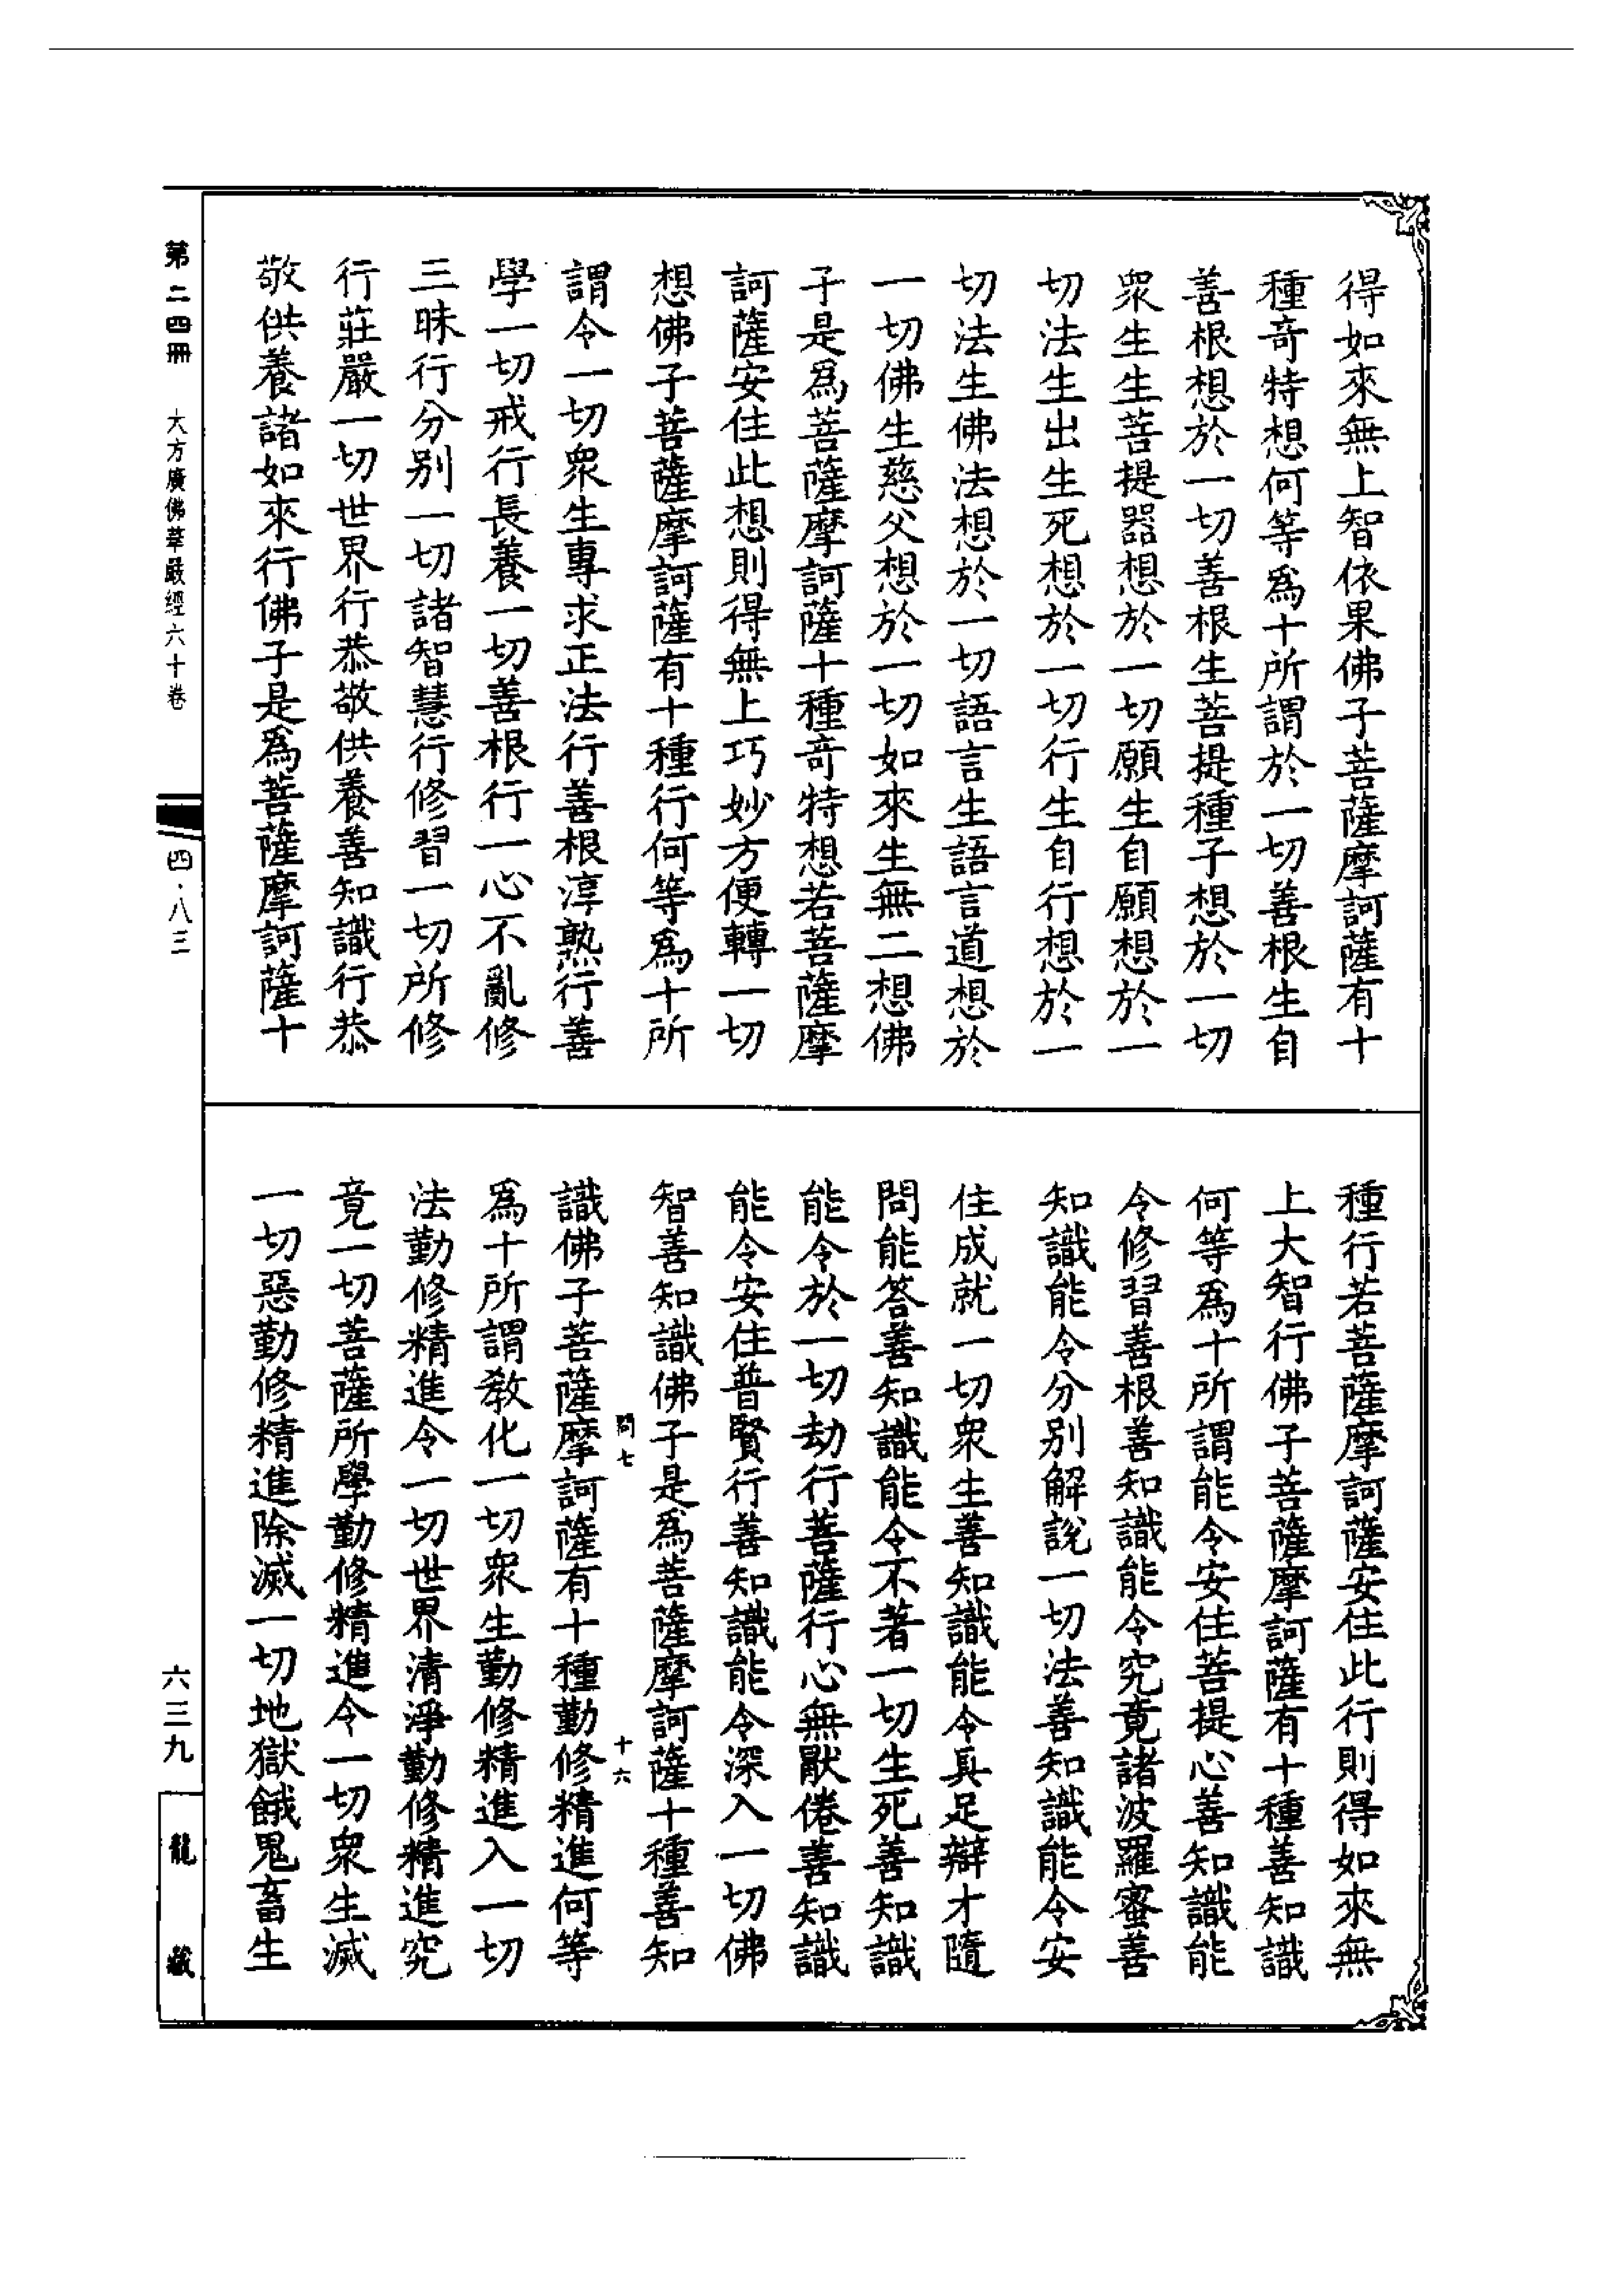 得如來無上智依果佛子菩薩摩訶薩有十
種奇特想何等爲十所謂於一切善根生自
善根想於一切善根生菩提種子想於一切
衆生生菩提器想於一切願生自願想於一
切法生出生死想於一切行生自行想於一
切法生佛法想於一切語言生語言道想於
一切佛生慈父想於一切如來生無二想佛
子是爲菩薩摩訶薩十種奇特想若菩薩摩
訶薩安住此想則得無上巧妙方便轉一切
想佛子菩薩摩訶薩有十種行何等爲十所
謂令一切衆生專求正法行善根淳熟行善
學一切戒行長養一切善根行一心不亂修
三昧行分別一切諸智慧行修習一切所修
行莊嚴一切世界行恭敬供養善知識行恭
敬供養諸如來行佛子是爲菩薩摩訶薩十
種行若菩薩摩訶薩安住此行則得如來無
上大智行佛子菩薩摩訶薩有十種善知識
何等爲十所謂能令安住菩提心善知識能
令修習善根善知識能令究竟諸波羅蜜善
知識能令分別解說一切法善知識能令安
住成就一切衆生善知識能令具足辯才隨
問能答善知識能令不著一切生死善知識
能令於一切劫行菩薩行心無厭倦善知識
能令安住普賢行善知識能令深入一切佛
智善知識佛子是爲菩薩摩訶薩十種善知
問七 十六
識佛子菩薩摩訶薩有十種勤修精進何等
爲十所謂教化一切衆生勤修精進入一切
法勤修精進令一切世界清淨勤修精進究
竟一切菩薩所學勤修精進令一切衆生滅
一切惡勤修精進除滅一切地獄餓鬼畜生
第二四冊 大方廣佛華嚴經六十卷 四·八三 六三九 龍藏